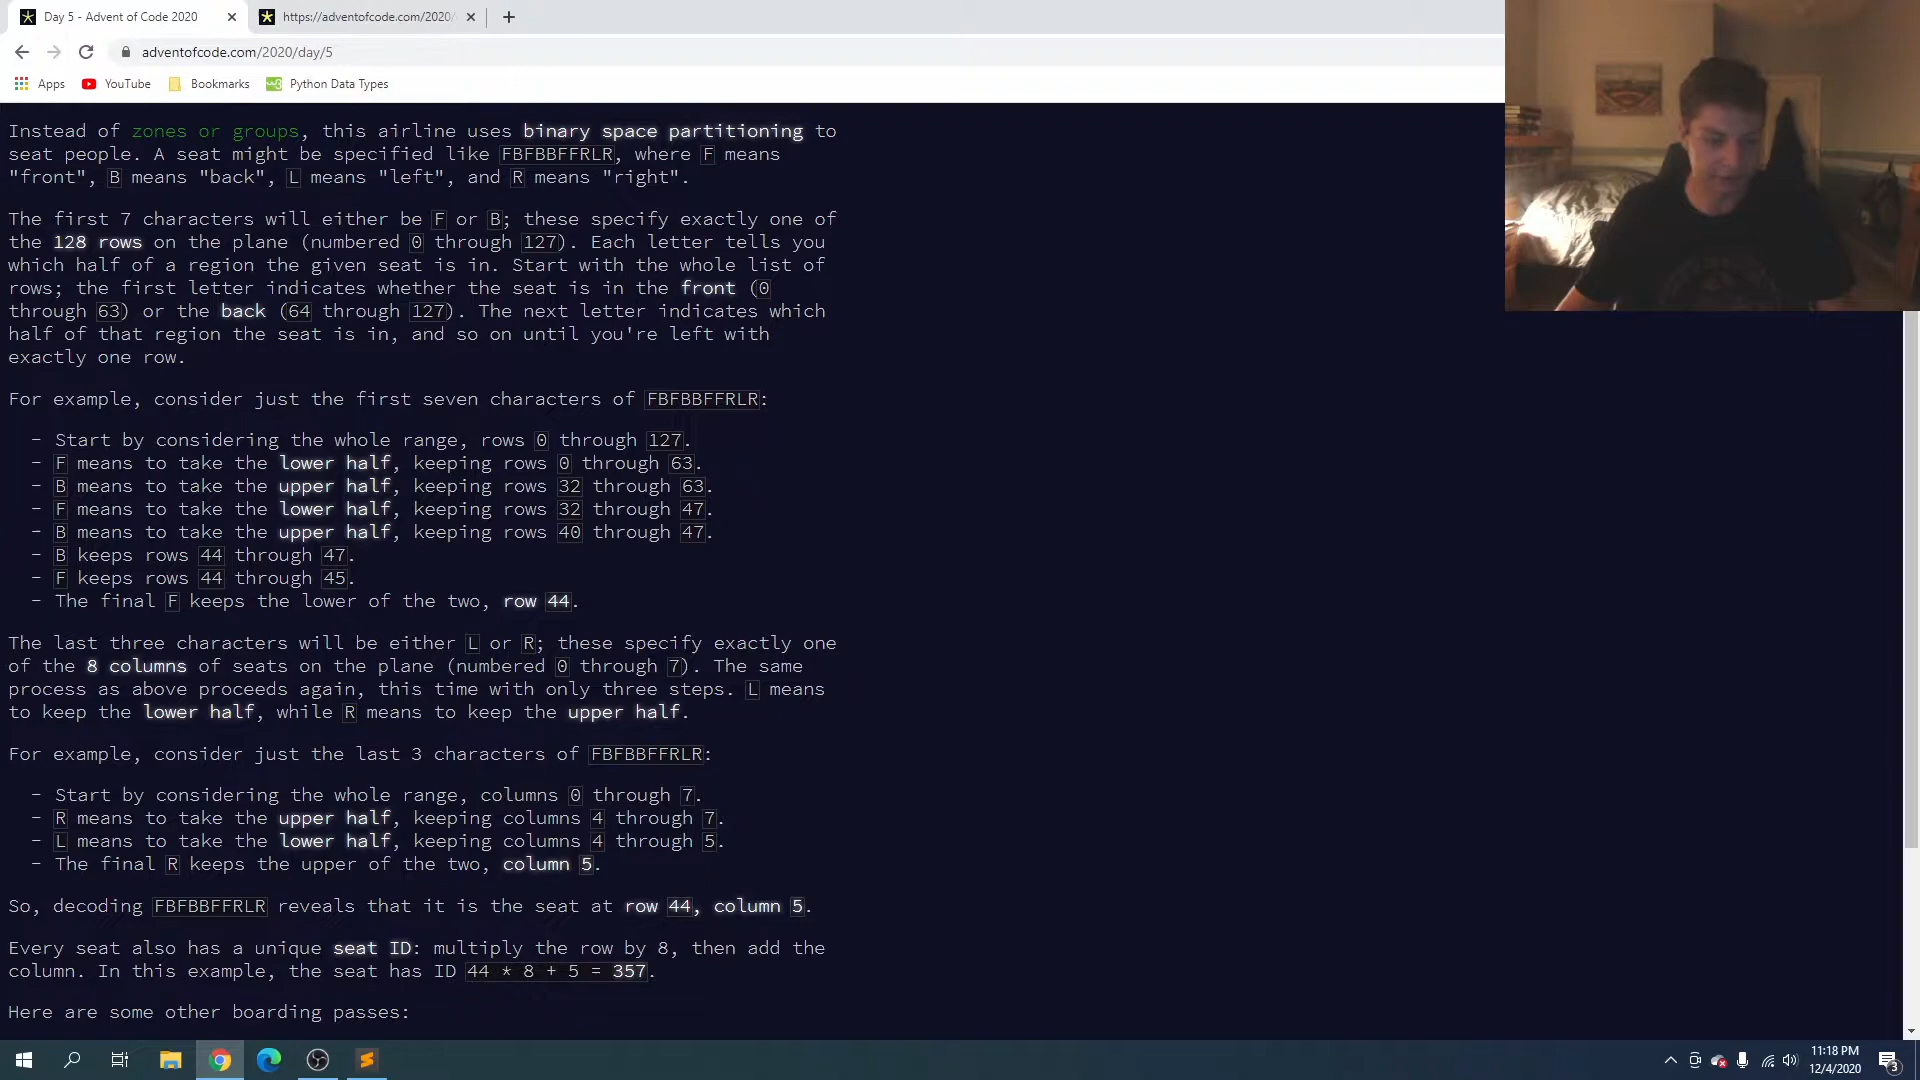 Day 5 - Advent of Code 2020
https://adventofcode.com/2020/
adventofcode.com/2020/day/5
Apps
YouTube
Bookmarks
Python Data Types
Instead of zones or groups, this airline uses binary space partitioning to
seat people. A seat might be specified like FBFBBFFRLR, where F means
"front", B means "back", L means "left", and R means "right".
The first 7 characters will either be F or B; these specify exactly one of
the 128 rows on the plane (numbered 0 through 127). Each letter tells you
which half of a region the given seat is in. Start with the whole list of
rows; the first letter indicates whether the seat is in the front (0
through 63) or the back (64 through 127). The next letter indicates which
half of that region the seat is in, and so on until you're left with
exactly one row.
For example, consider just the first seven characters of FBFBBFFRLR:
- Start by considering the whole range, rows 0 through 127.
- F means to take the lower half, keeping rows 0 through 63.
- B means to take the upper half, keeping rows 32 through 63.
- F means to take the lower half, keeping rows 32 through 47.
- B means to take the upper half, keeping rows 40 through 47.
- B keeps rows 44 through 47.
- F keeps rows 44 through 45.
- The final F keeps the lower of the two, row 44.
The last three characters will be either L or R; these specify exactly one
of the 8 columns of seats on the plane (numbered 0 through 7). The same
process as above proceeds again, this time with only three steps. L means
to keep the lower half, while R means to keep the upper half.
For example, consider just the last 3 characters of FBFBBFFRLR:
- Start by considering the whole range, columns 0 through 7.
- R means to take the upper half, keeping columns 4 through 7.
- L means to take the lower half, keeping columns 4 through 5.
- The final R keeps the upper of the two, column 5.
So, decoding FBFBBFFRLR reveals that it is the seat at row 44, column 5.
Every seat also has a unique seat ID: multiply the row by 8, then add the
column. In this example, the seat has ID 44 * 8 + 5 = 357.
Here are some other boarding passes:
11:18 PM
12/4/2020
3